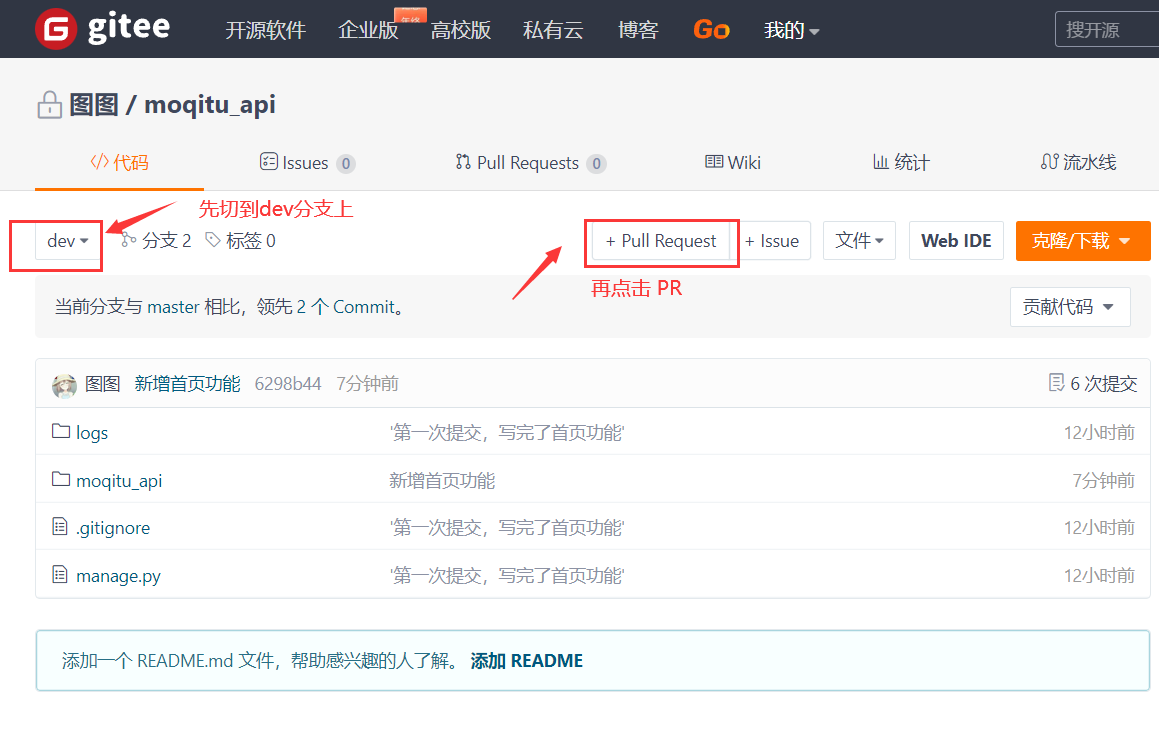 gitee 开源软件 企业版 高校版 私有云 博客 Go 我的 搜开源
图图 / moqitu_api
代码 Issues 0 Pull Requests 0 Wiki 统计 流水线
先切到dev分支上
dev 分支 2 标签 0 + Pull Request + Issue 文件 Web IDE 克隆/下载
再点击 PR
当前分支与 master 相比，领先 2 个 Commit。 贡献代码
图图 新增首页功能 6298b44 7分钟前 6 次提交
logs '第一次提交，写完了首页功能' 12小时前
moqitu_api 新增首页功能 7分钟前
.gitignore '第一次提交，写完了首页功能' 12小时前
manage.py '第一次提交，写完了首页功能' 12小时前
添加一个 README.md 文件，帮助感兴趣的人了解。 添加 README